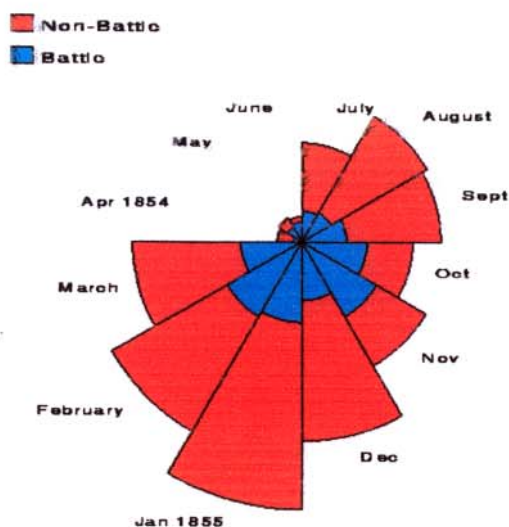 Non-Battle
Battle
June
July
August
May
Sept
Apr 1854
Oct
March
Nov
February
Dec
Jan 1855